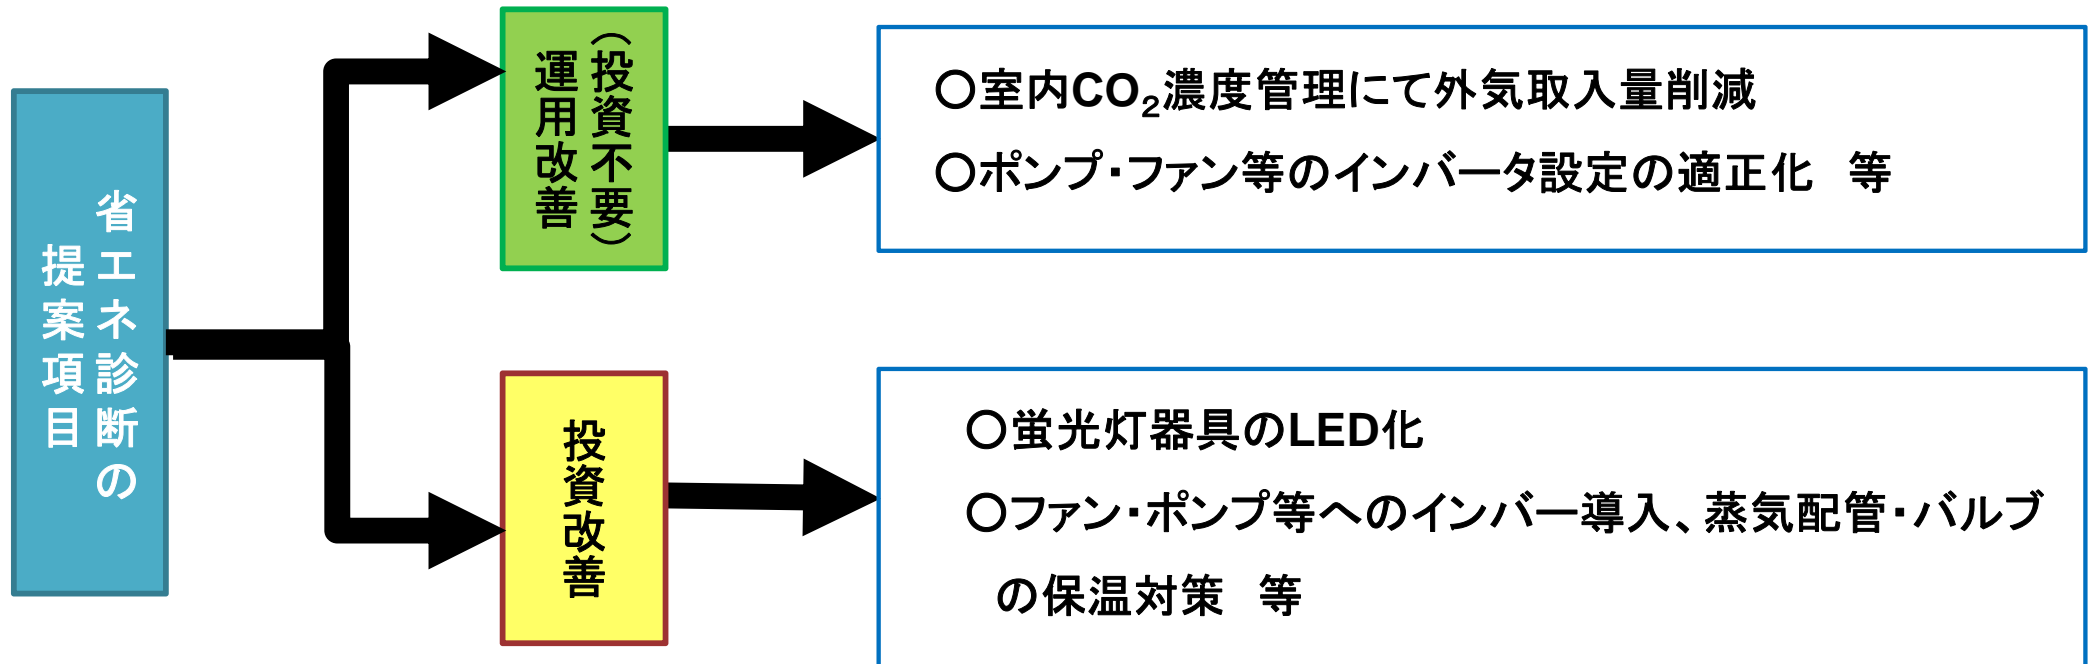 省エネ診断の
提案項目
運用改善
（投資不要）
〇室内CO₂濃度管理にて外気取入量削減
〇ポンプ・ファン等のインバータ設定の適正化　等
投資改善
〇蛍光灯器具のLED化
〇ファン・ポンプ等へのインバー導入、蒸気配管・バルブ
の保温対策　等